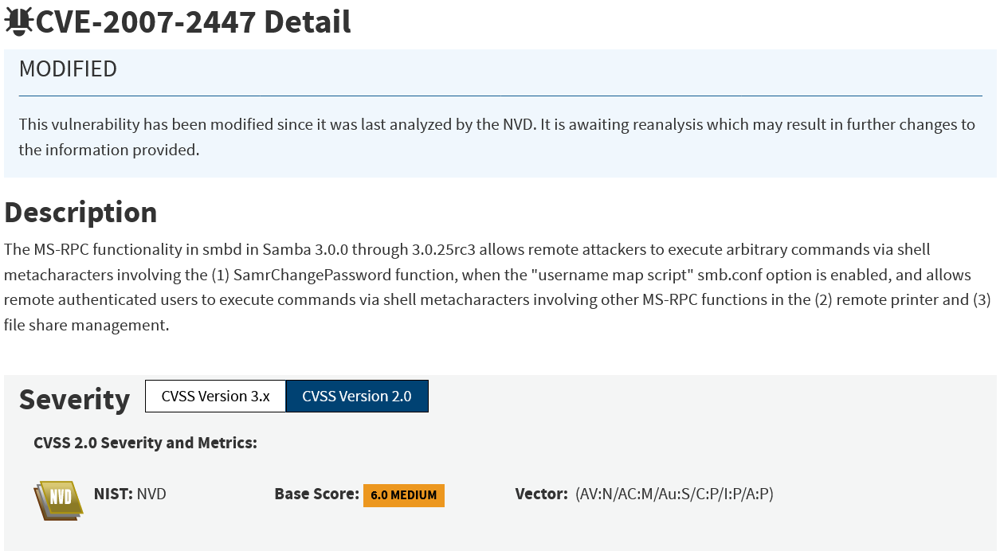 CVE-2007-2447 Detail
MODIFIED
This vulnerability has been modified since it was last analyzed by the NVD. It is awaiting reanalysis which may result in further changes to
the information provided.
Description
The MS-RPC functionality in smbd in Samba 3.0.0 through 3.0.25rc3 allows remote attackers to execute arbitrary commands via shell
metacharacters involving the (1) SamrChangePassword function, when the "username map script" smb.conf option is enabled, and allows
remote authenticated users to execute commands via shell metacharacters involving other MS-RPC functions in the (2) remote printer and (3)
file share management.
Severity CVSS Version 3.x CVSS Version 2.0
CVSS 2.0 Severity and Metrics:
NVD NIST: NVD Base Score: 6.0 MEDIUM Vector: (AV:N/AC:M/Au:S/C:P/I:P/A:P)